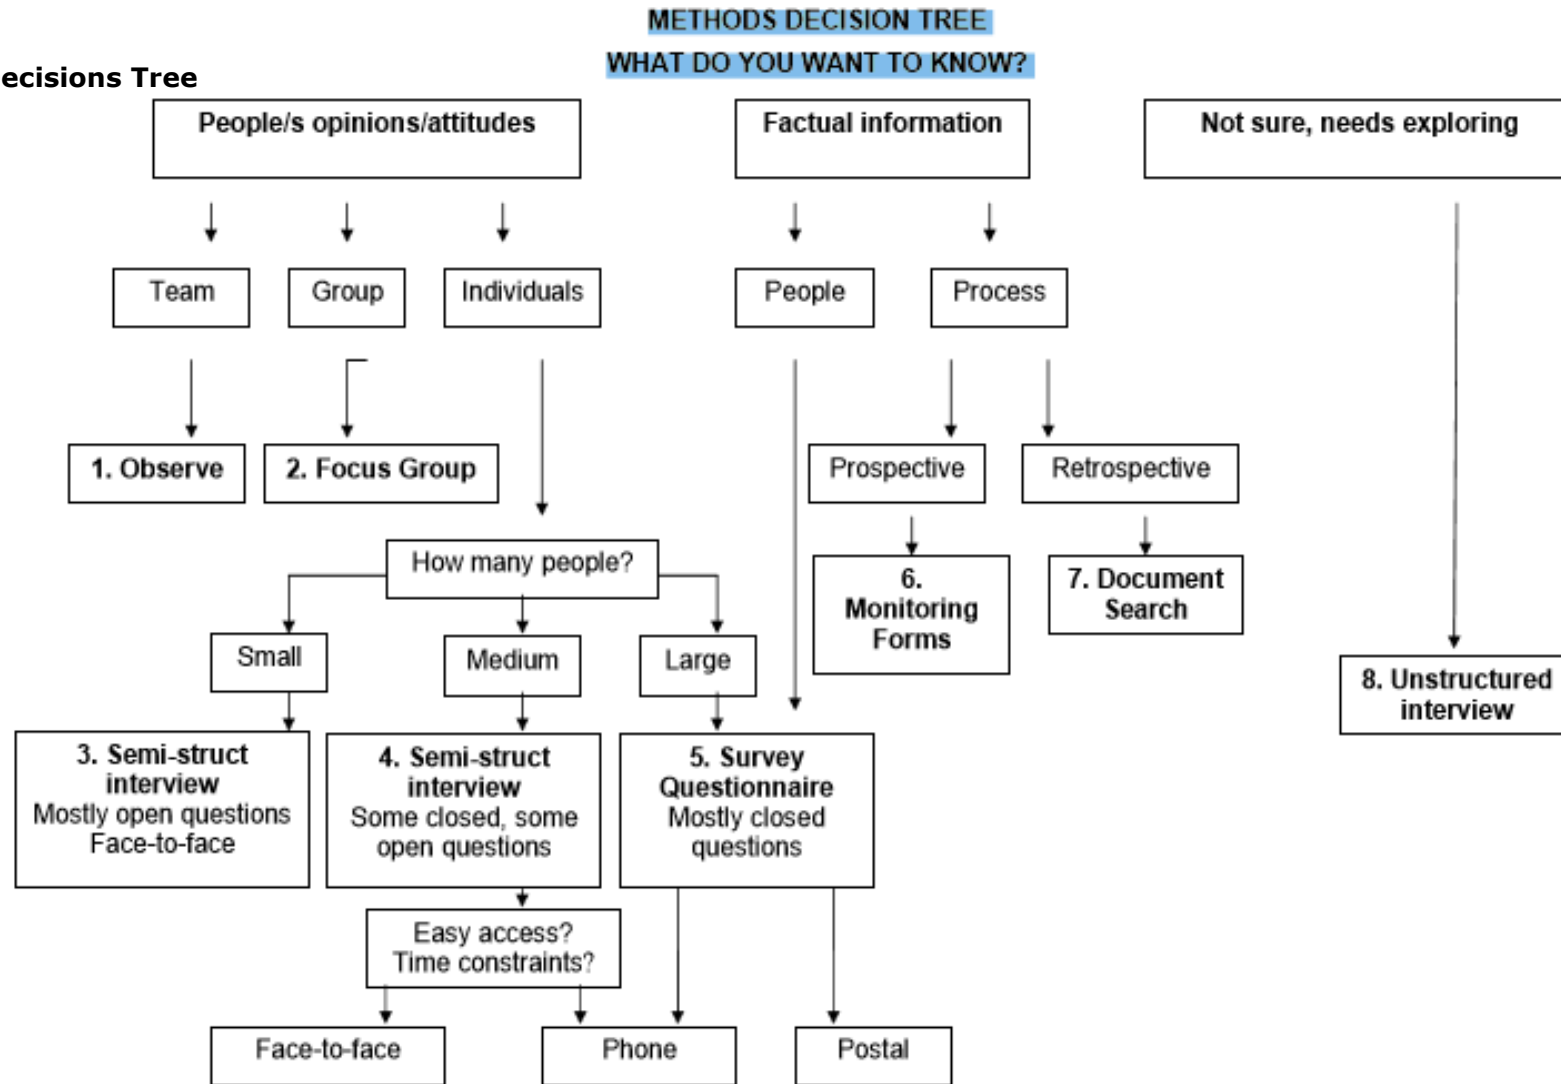 METHODS DECISION TREE
WHAT DO YOU WANT TO KNOW?
ecisions Tree
People/s opinions/attitudes
Factual information
Not sure, needs exploring
Team
Group
Individuals
People
Process
1. Observe
2. Focus Group
Prospective
Retrospective
How many people?
6.
Monitoring
Forms
7. Document
Search
Small
Medium
Large
8. Unstructured
interview
3. Semi-struct
interview
Mostly open questions
Face-to-face
4. Semi-struct
interview
Some closed, some
open questions
5. Survey
Questionnaire
Mostly closed
questions
Easy access?
Time constraints?
Face-to-face
Phone
Postal